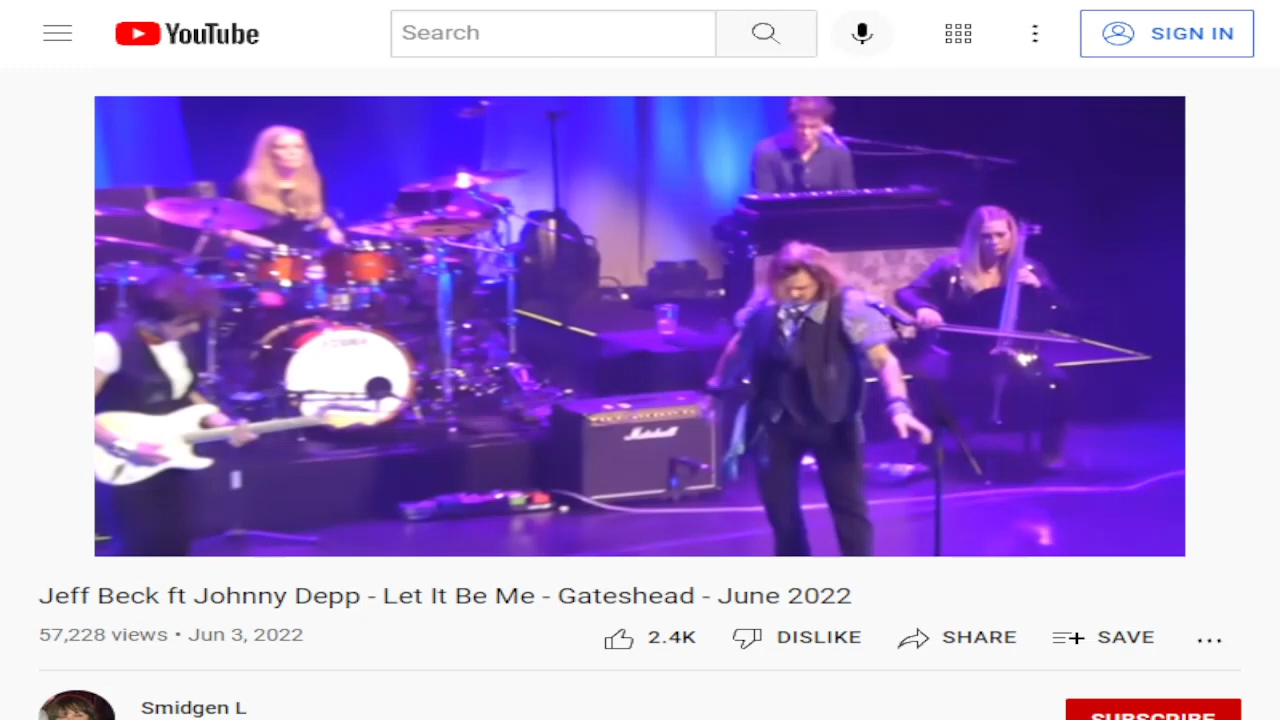 YouTube
Search
SIGN IN
Marshall
Jeff Beck ft Johnny Depp - Let It Be Me - Gateshead - June 2022
57,228 views • Jun 3, 2022
2.4K
DISLIKE
SHARE
SAVE
Smidgen L
SUBSCRIBE